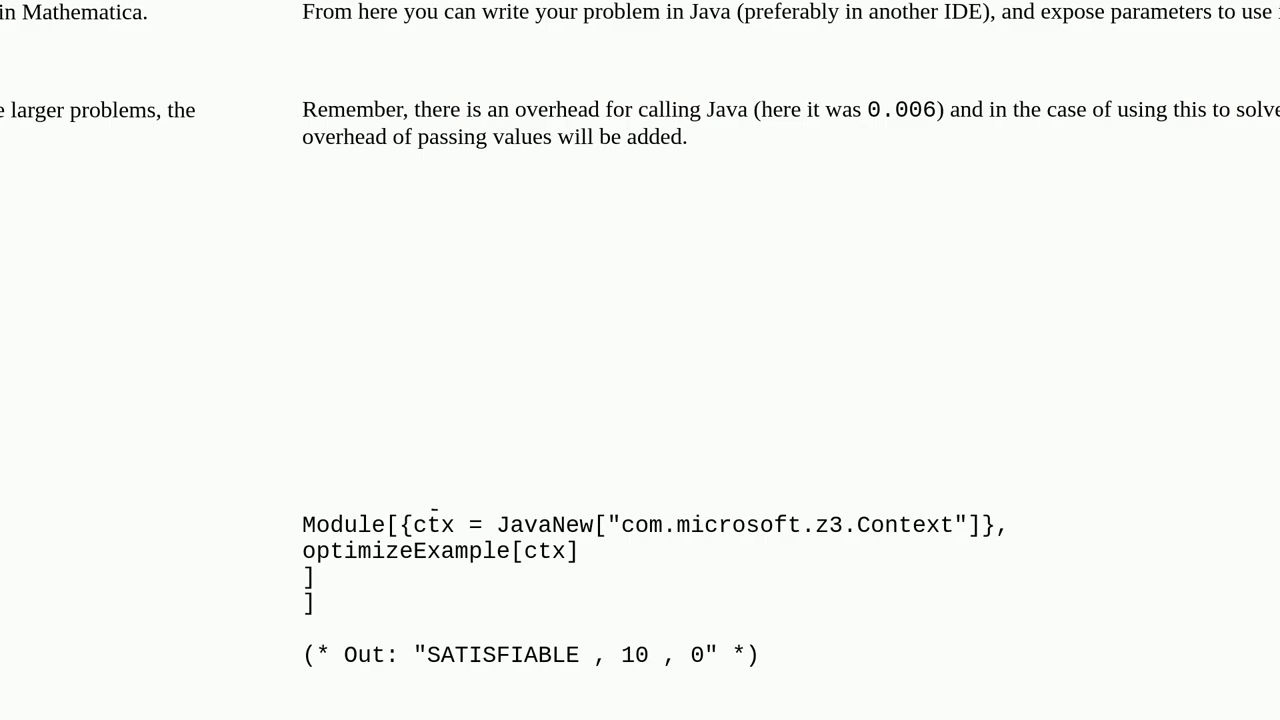 in Mathematica.
From here you can write your problem in Java (preferably in another IDE), and expose parameters to use
larger problems, the
Remember, there is an overhead for calling Java (here it was 0.006) and in the case of using this to solve
overhead of passing values will be added.
Module[{ctx = JavaNew["com.microsoft.z3.Context"]},
optimizeExample[ctx]
]
]
(* Out: "SATISFIABLE , 10 , 0" *)